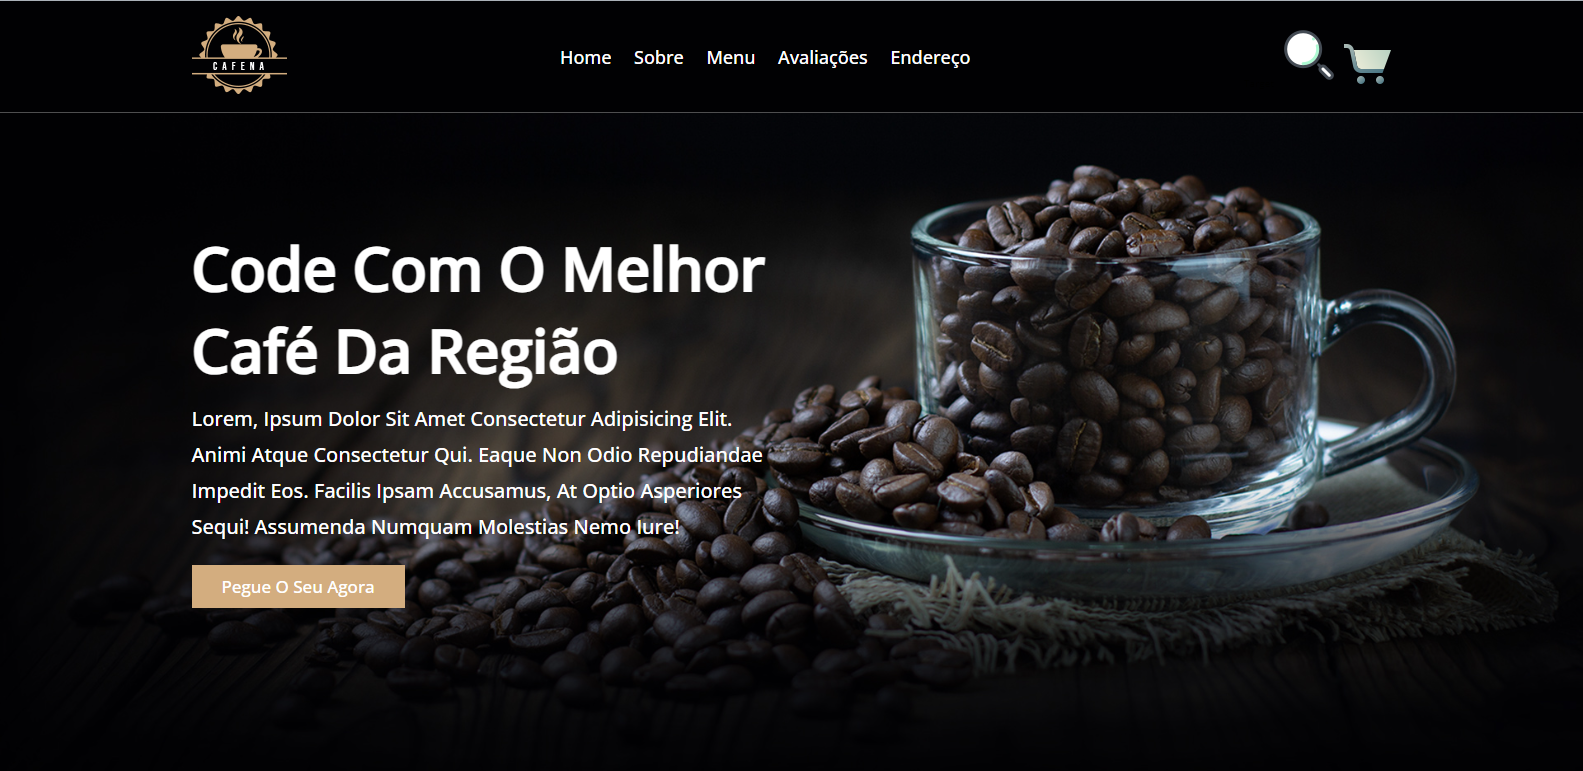 CAFENA
Home Sobre Menu Avaliações Endereço
Code Com O Melhor
Café Da Região
Lorem, Ipsum Dolor Sit Amet Consectetur Adipisicing Elit.
Animi Atque Consectetur Qui. Eaque Non Odio Repudiandae
Impedit Eos. Facilis Ipsam Accusamus, At Optio Asperiores
Sequi! Assumenda Numquam Molestias Nemo Iure!
Pegue O Seu Agora